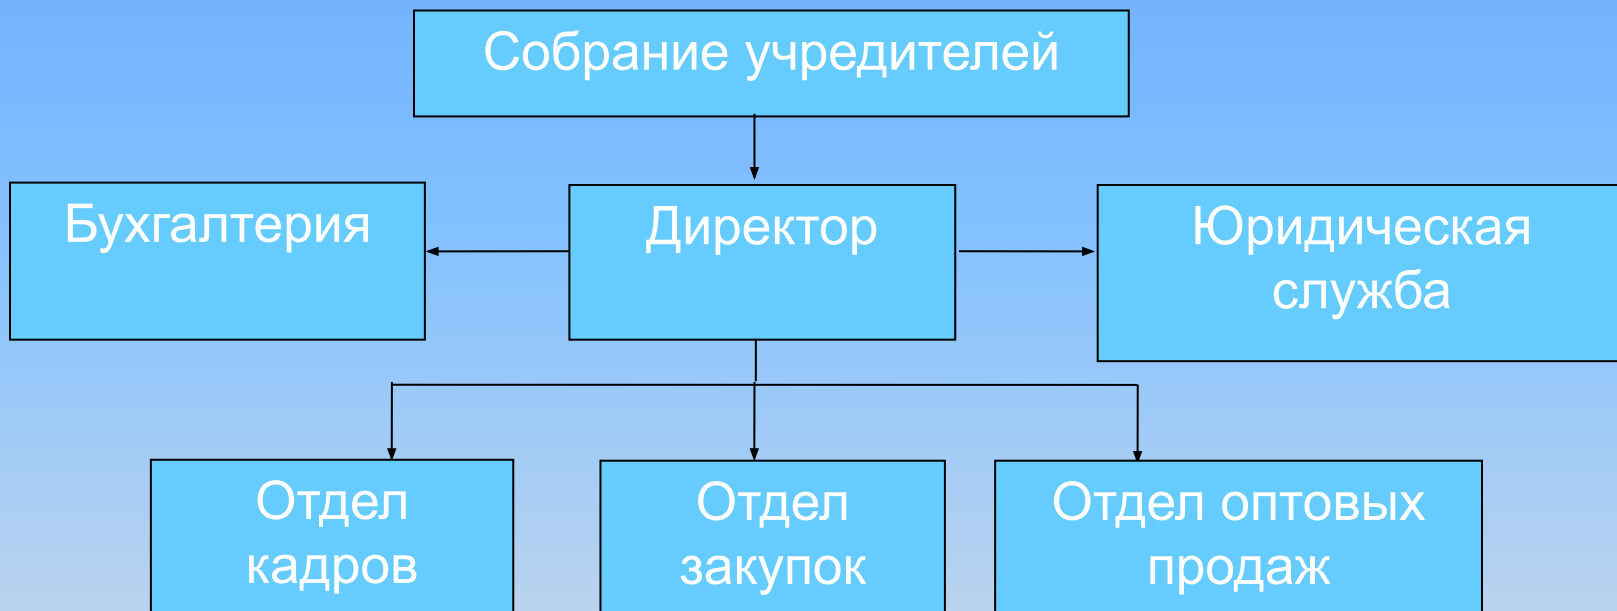 Собрание учредителей
Бухгалтерия
Директор
Юридическая
служба
Отдел
кадров
Отдел
закупок
Отдел оптовых
продаж